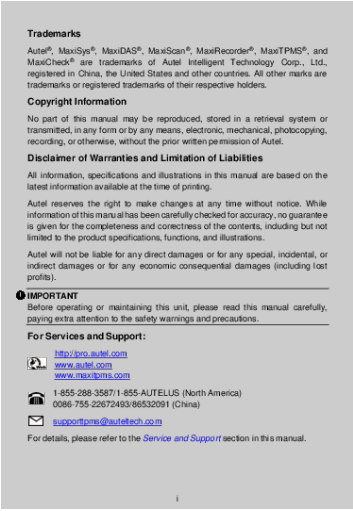 Trademarks
Autel®, MaxiSys®, MaxiDAS®, MaxiScan®, MaxiRecorder®, MaxiTPMS®, and
MaxiCheck® are trademarks of Autel Intelligent Technology Corp., Ltd.,
registered in China, the United States and other countries. All other marks are
trademarks or registered trademarks of their respective holders.
Copyright Information
No part of this manual may be reproduced, stored in a retrieval system or
transmitted, in any form or by any means, electronic, mechanical, photocopying,
recording, or otherwise, without the prior written permission of Autel.
Disclaimer of Warranties and Limitation of Liabilities
All information, specifications and illustrations in this manual are based on the
latest information available at the time of printing.
Autel reserves the right to make changes at any time without notice. While
information of this manual has been carefully checked for accuracy, no guarantee
is given for the completeness and correctness of the contents, including but not
limited to the product specifications, functions, and illustrations.
Autel will not be liable for any direct damages or for any special, incidental, or
indirect damages or for any economic consequential damages (including lost
profits).
IMPORTANT
Before operating or maintaining this unit, please read this manual carefully,
paying extra attention to the safety warnings and precautions.
For Services and Support:
http://pro.autel.com
www.autel.com
www.maxitpms.com
1-855-288-3587/1-855-AUTELUS (North America)
0086-755-22672493/86532091 (China)
supporttpms@auteltech.com
For details, please refer to the Service and Support section in this manual.
i